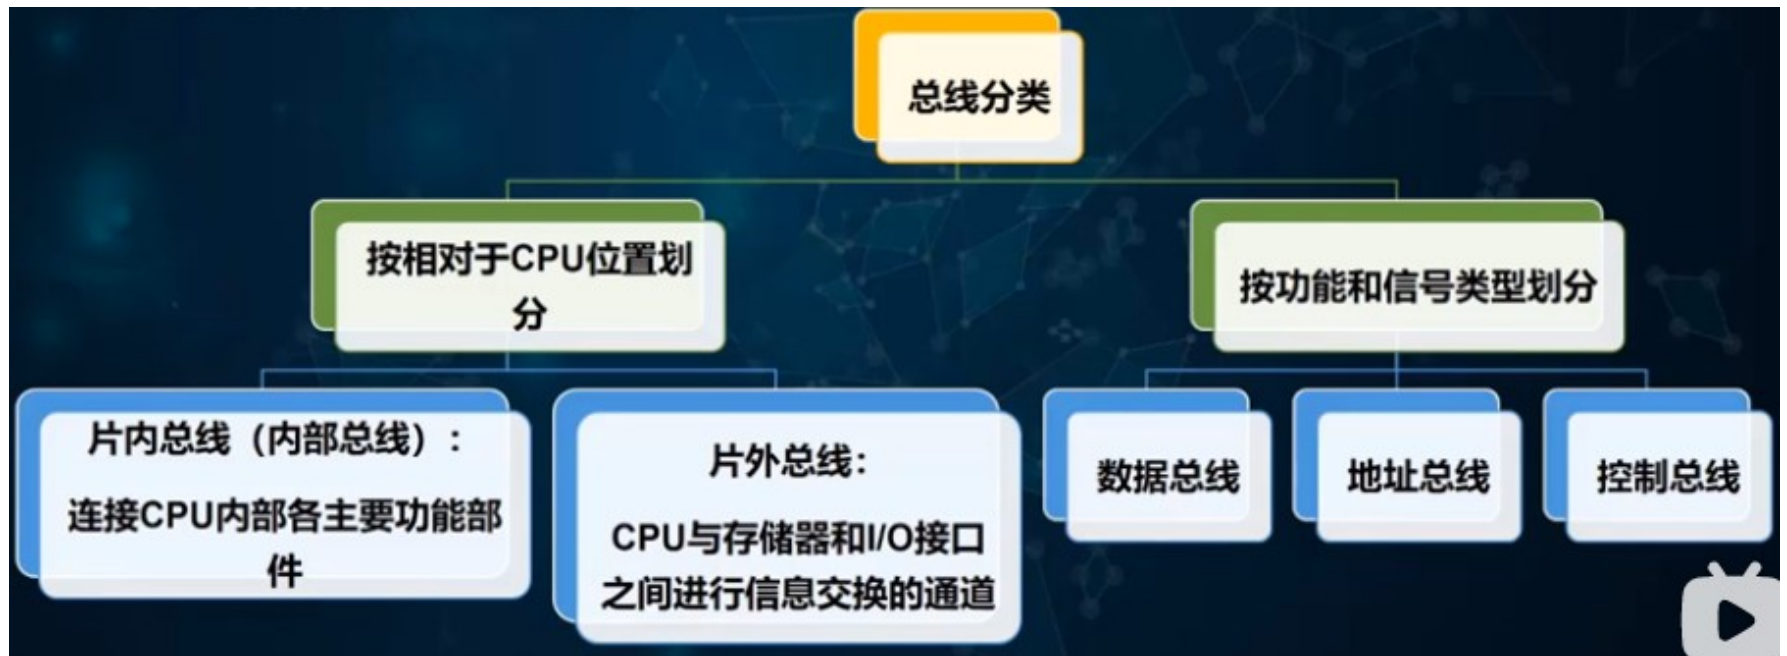 总线分类
按相对于CPU位置划
分
按功能和信号类型划分
片内总线（内部总线）：
连接CPU内部各主要功能部
件
片外总线：
CPU与存储器和I/O接口
之间进行信息交换的通道
数据总线
地址总线
控制总线